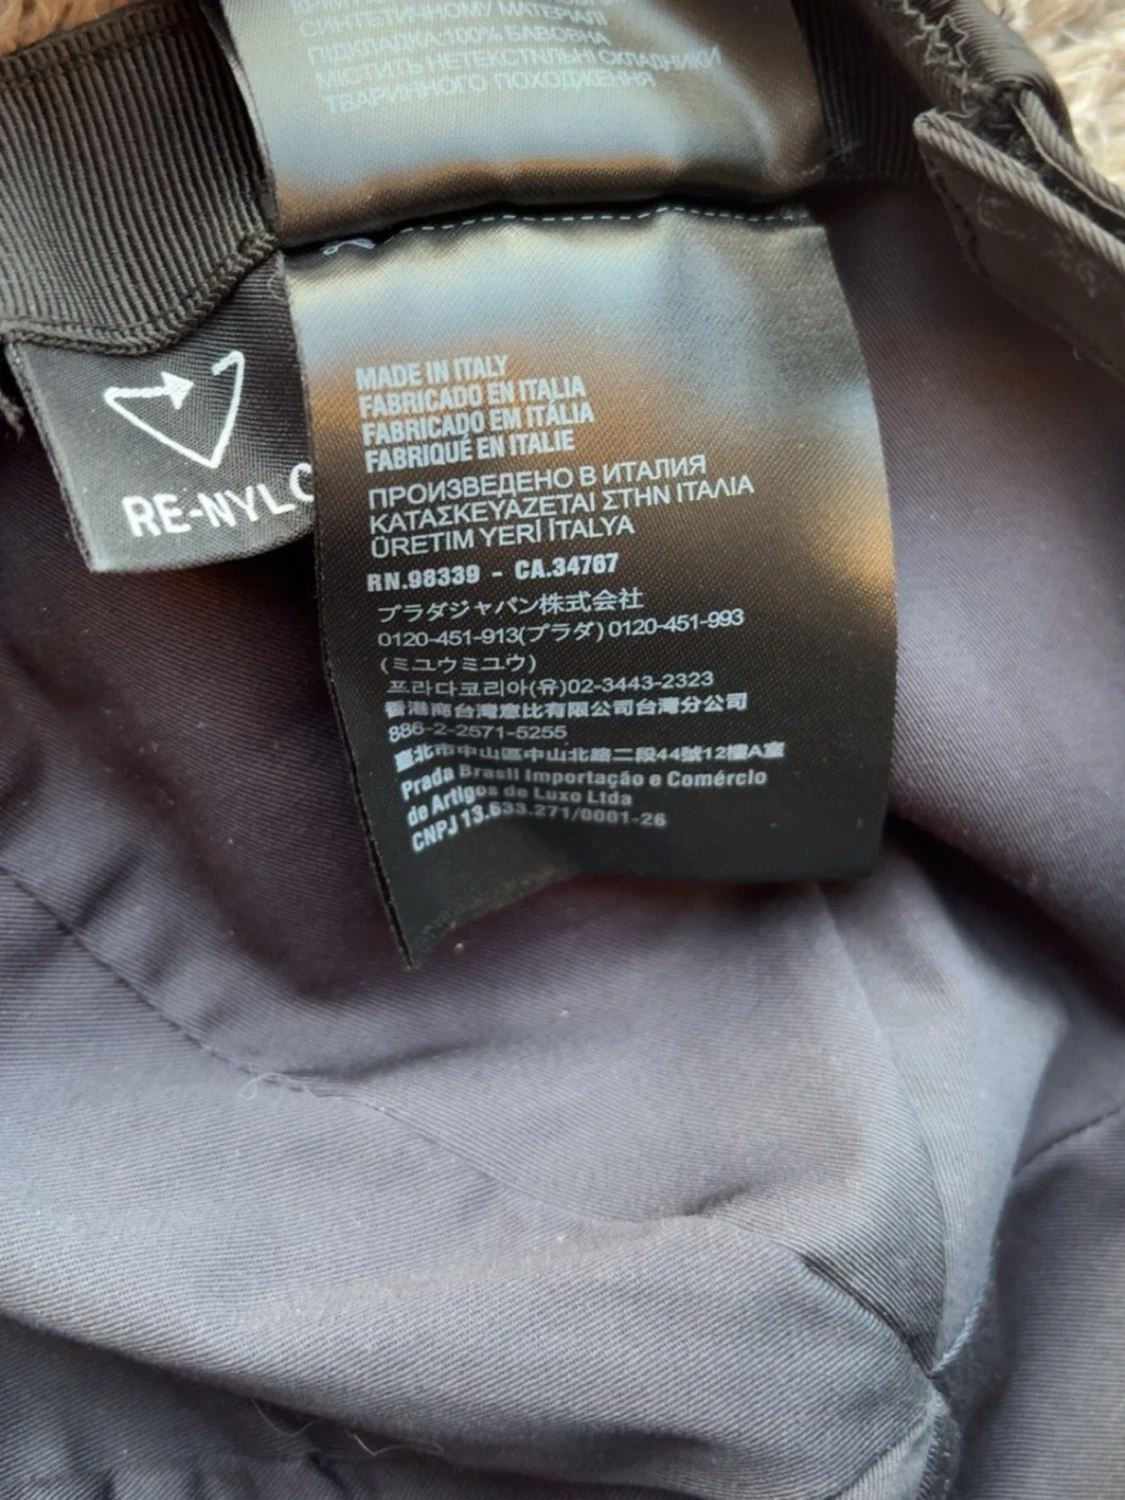 СИНТЕТИЧНОМУ МАТЕРІАЛІ
ПІДКЛАДКА:100% БАВОВНА
МІСТИТЬ НЕТЕКСТИЛЬНІ СКЛАДНИКИ
ТВАРИННОГО ПОХОДЖЕННЯ
RE-NYLO
MADE IN ITALY
FABRICADO EN ITALIA
FABRICADO EM ITÁLIA
FABRIQUÉ EN ITALIE
ПРОИЗВЕДЕНО В ИТАЛИЯ
ΚΑΤΑΣΚΕΥΑΖΕΤΑΙ ΣΤΗΝ ΙΤΑΛΙΑ
ÜRETIM YERİ İTALYA
RN.98339 - CA.34767
プラダジャパン株式会社
0120-451-913(プラダ) 0120-451-993
(ミュウミュウ)
프라다코리아(유)02-3443-2323
香港商台灣意比有限公司台灣分公司
886-2-2571-5255
臺北市中山區中山北路二段44號12樓A室
Prada Brasil Importação e Comércio
de Artigos de Luxo Ltda
CNPJ 13.633.271/0001-26